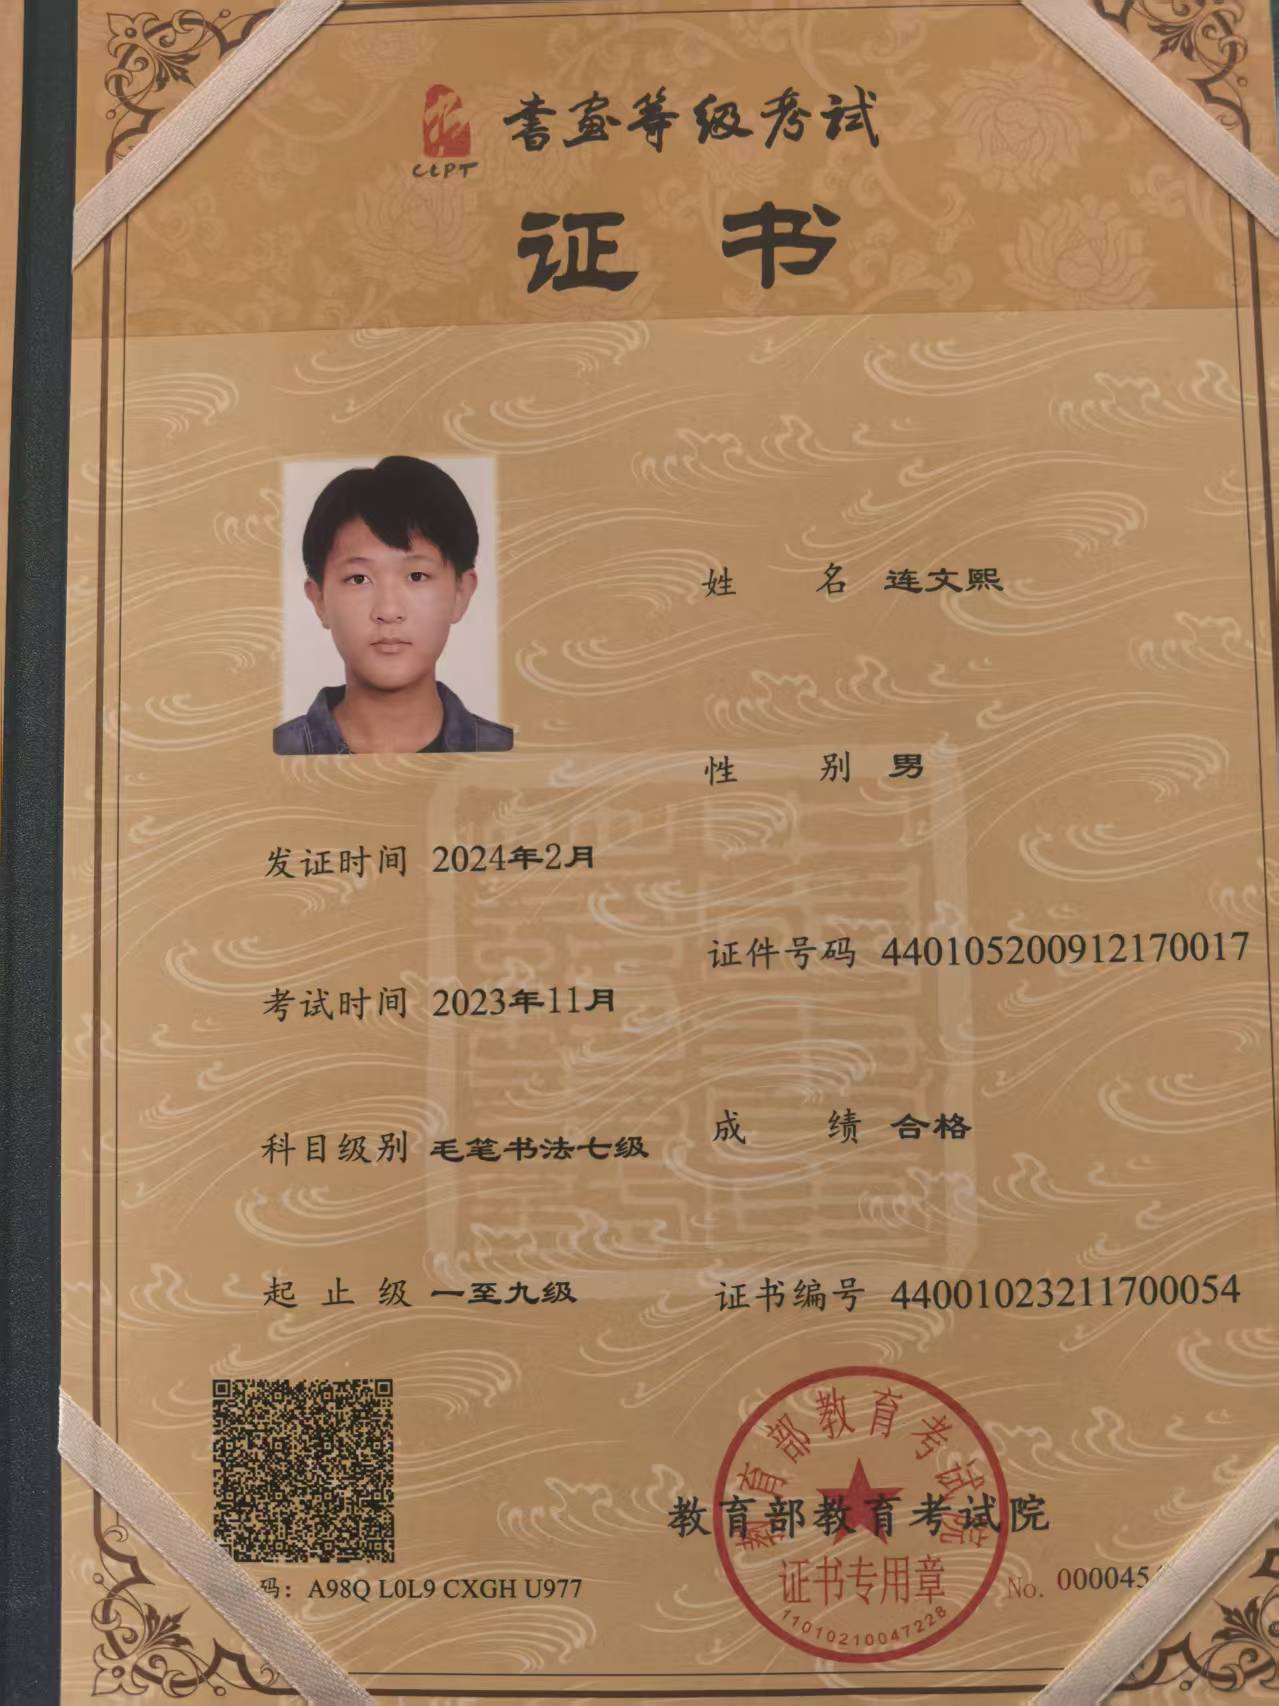 CCPT
书画等级考试
证书
姓名 连文熙
性别 男
发证时间 2024年2月
证件号码 440105200912170017
考试时间 2023年11月
成绩 合格
科目级别 毛笔书法七级
起止级 一至九级
证书编号 44001023211700054
教育部教育考试院
教育部教育考试院
证书专用章
11010210047228
码：A98Q L0L9 CXGH U977
No. 000045